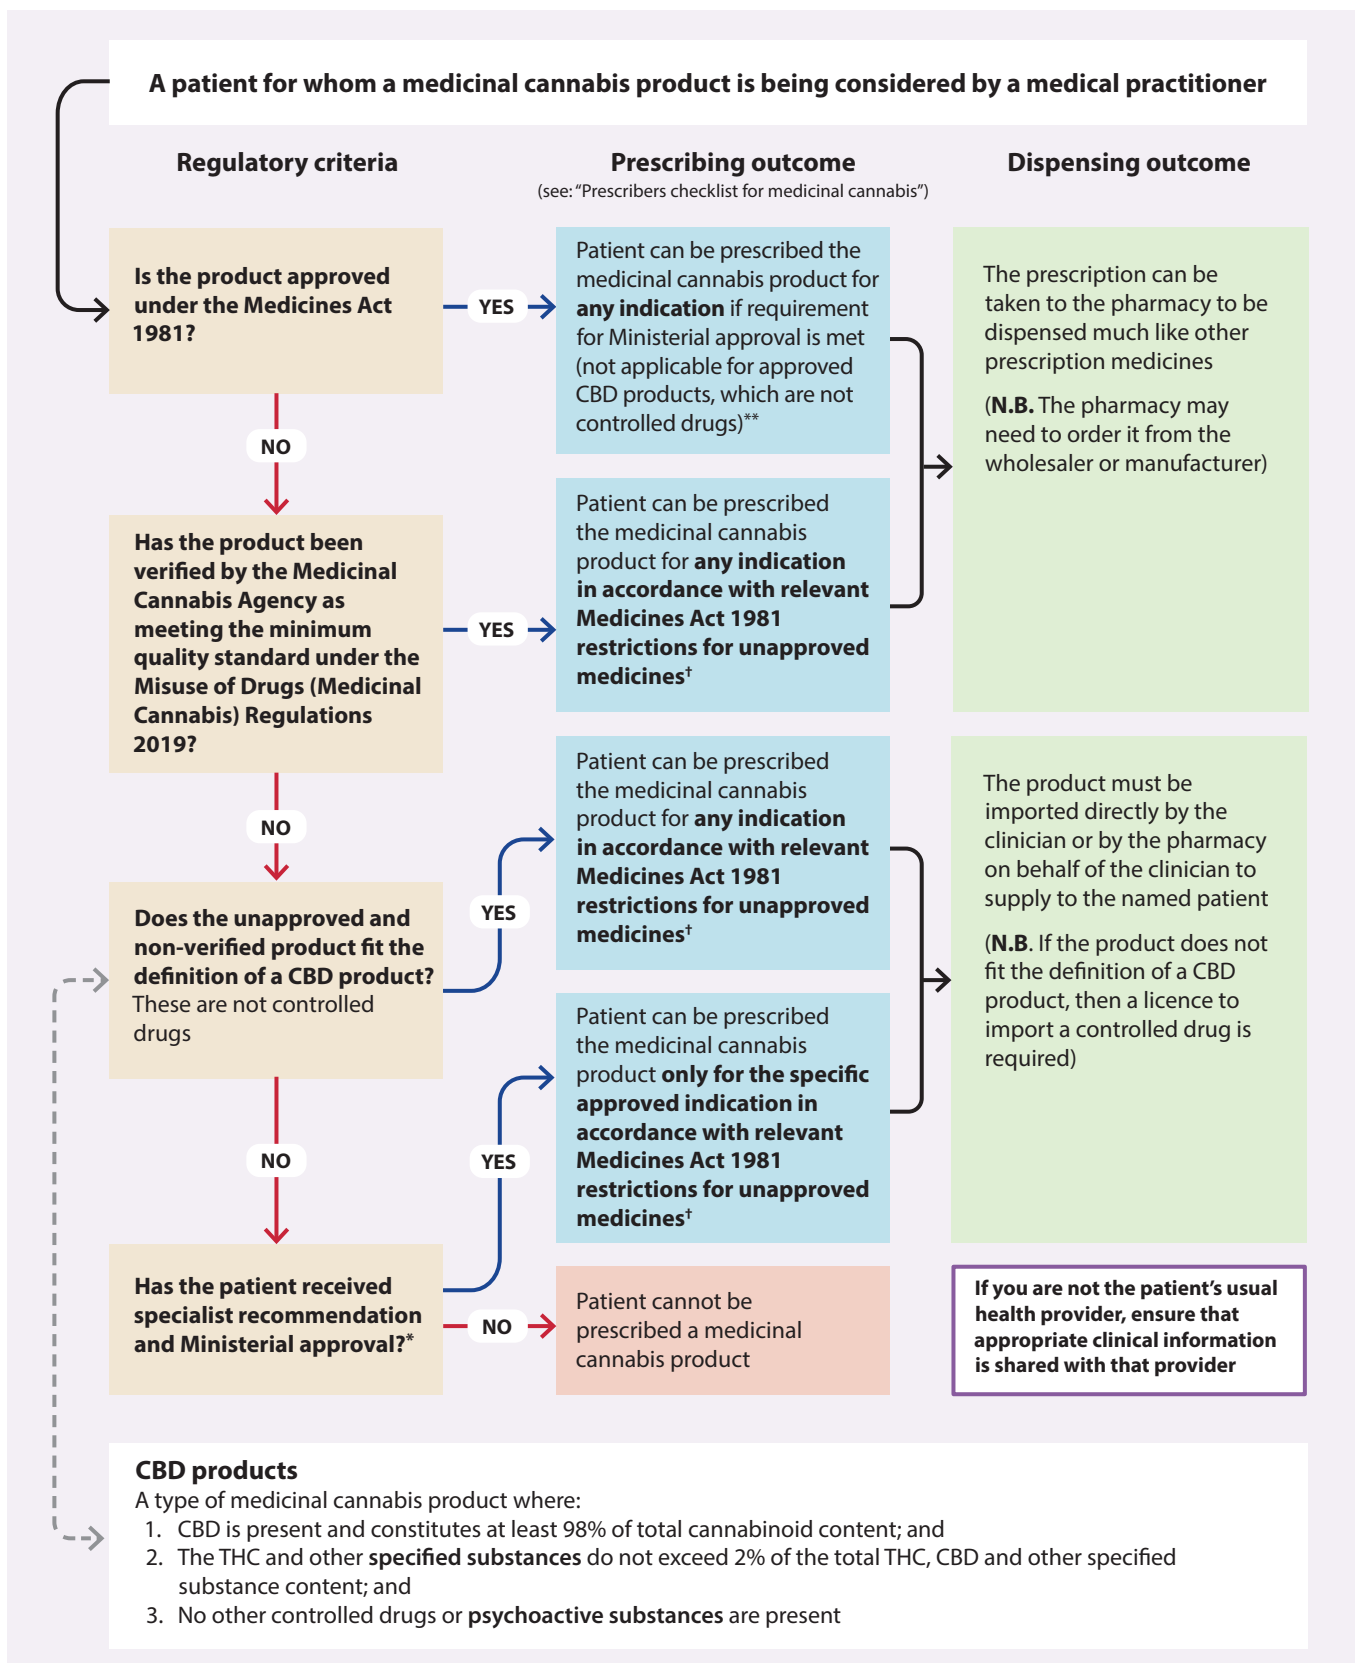 A patient for whom a medicinal cannabis product is being considered by a medical practitioner
Regulatory criteria
Prescribing outcome
(see: “Prescribers checklist for medicinal cannabis”)
Dispensing outcome
Is the product approved
under the Medicines Act
1981?
YES
Patient can be prescribed the
medicinal cannabis product for
any indication if requirement
for Ministerial approval is met
(not applicable for approved
CBD products, which are not
controlled drugs)**
The prescription can be
taken to the pharmacy to be
dispensed much like other
prescription medicines
(N.B. The pharmacy may
need to order it from the
wholesaler or manufacturer)
NO
Has the product been
verified by the Medicinal
Cannabis Agency as
meeting the minimum
quality standard under the
Misuse of Drugs (Medicinal
Cannabis) Regulations
2019?
YES
Patient can be prescribed
the medicinal cannabis
product for any indication
in accordance with relevant
Medicines Act 1981
restrictions for unapproved
medicines†
NO
Does the unapproved and
non-verified product fit the
definition of a CBD product?
These are not controlled
drugs
YES
Patient can be prescribed
the medicinal cannabis
product for any indication
in accordance with relevant
Medicines Act 1981
restrictions for unapproved
medicines†
The product must be
imported directly by the
clinician or by the pharmacy
on behalf of the clinician to
supply to the named patient
(N.B. If the product does not
fit the definition of a CBD
product, then a licence to
import a controlled drug is
required)
NO
Has the patient received
specialist recommendation
and Ministerial approval?*
YES
Patient can be prescribed
the medicinal cannabis
product only for the specific
approved indication in
accordance with relevant
Medicines Act 1981
restrictions for unapproved
medicines†
NO
Patient cannot be
prescribed a medicinal
cannabis product
If you are not the patient’s usual
health provider, ensure that
appropriate clinical information
is shared with that provider
CBD products
A type of medicinal cannabis product where:
1. CBD is present and constitutes at least 98% of total cannabinoid content; and
2. The THC and other specified substances do not exceed 2% of the total THC, CBD and other specified
substance content; and
3. No other controlled drugs or psychoactive substances are present